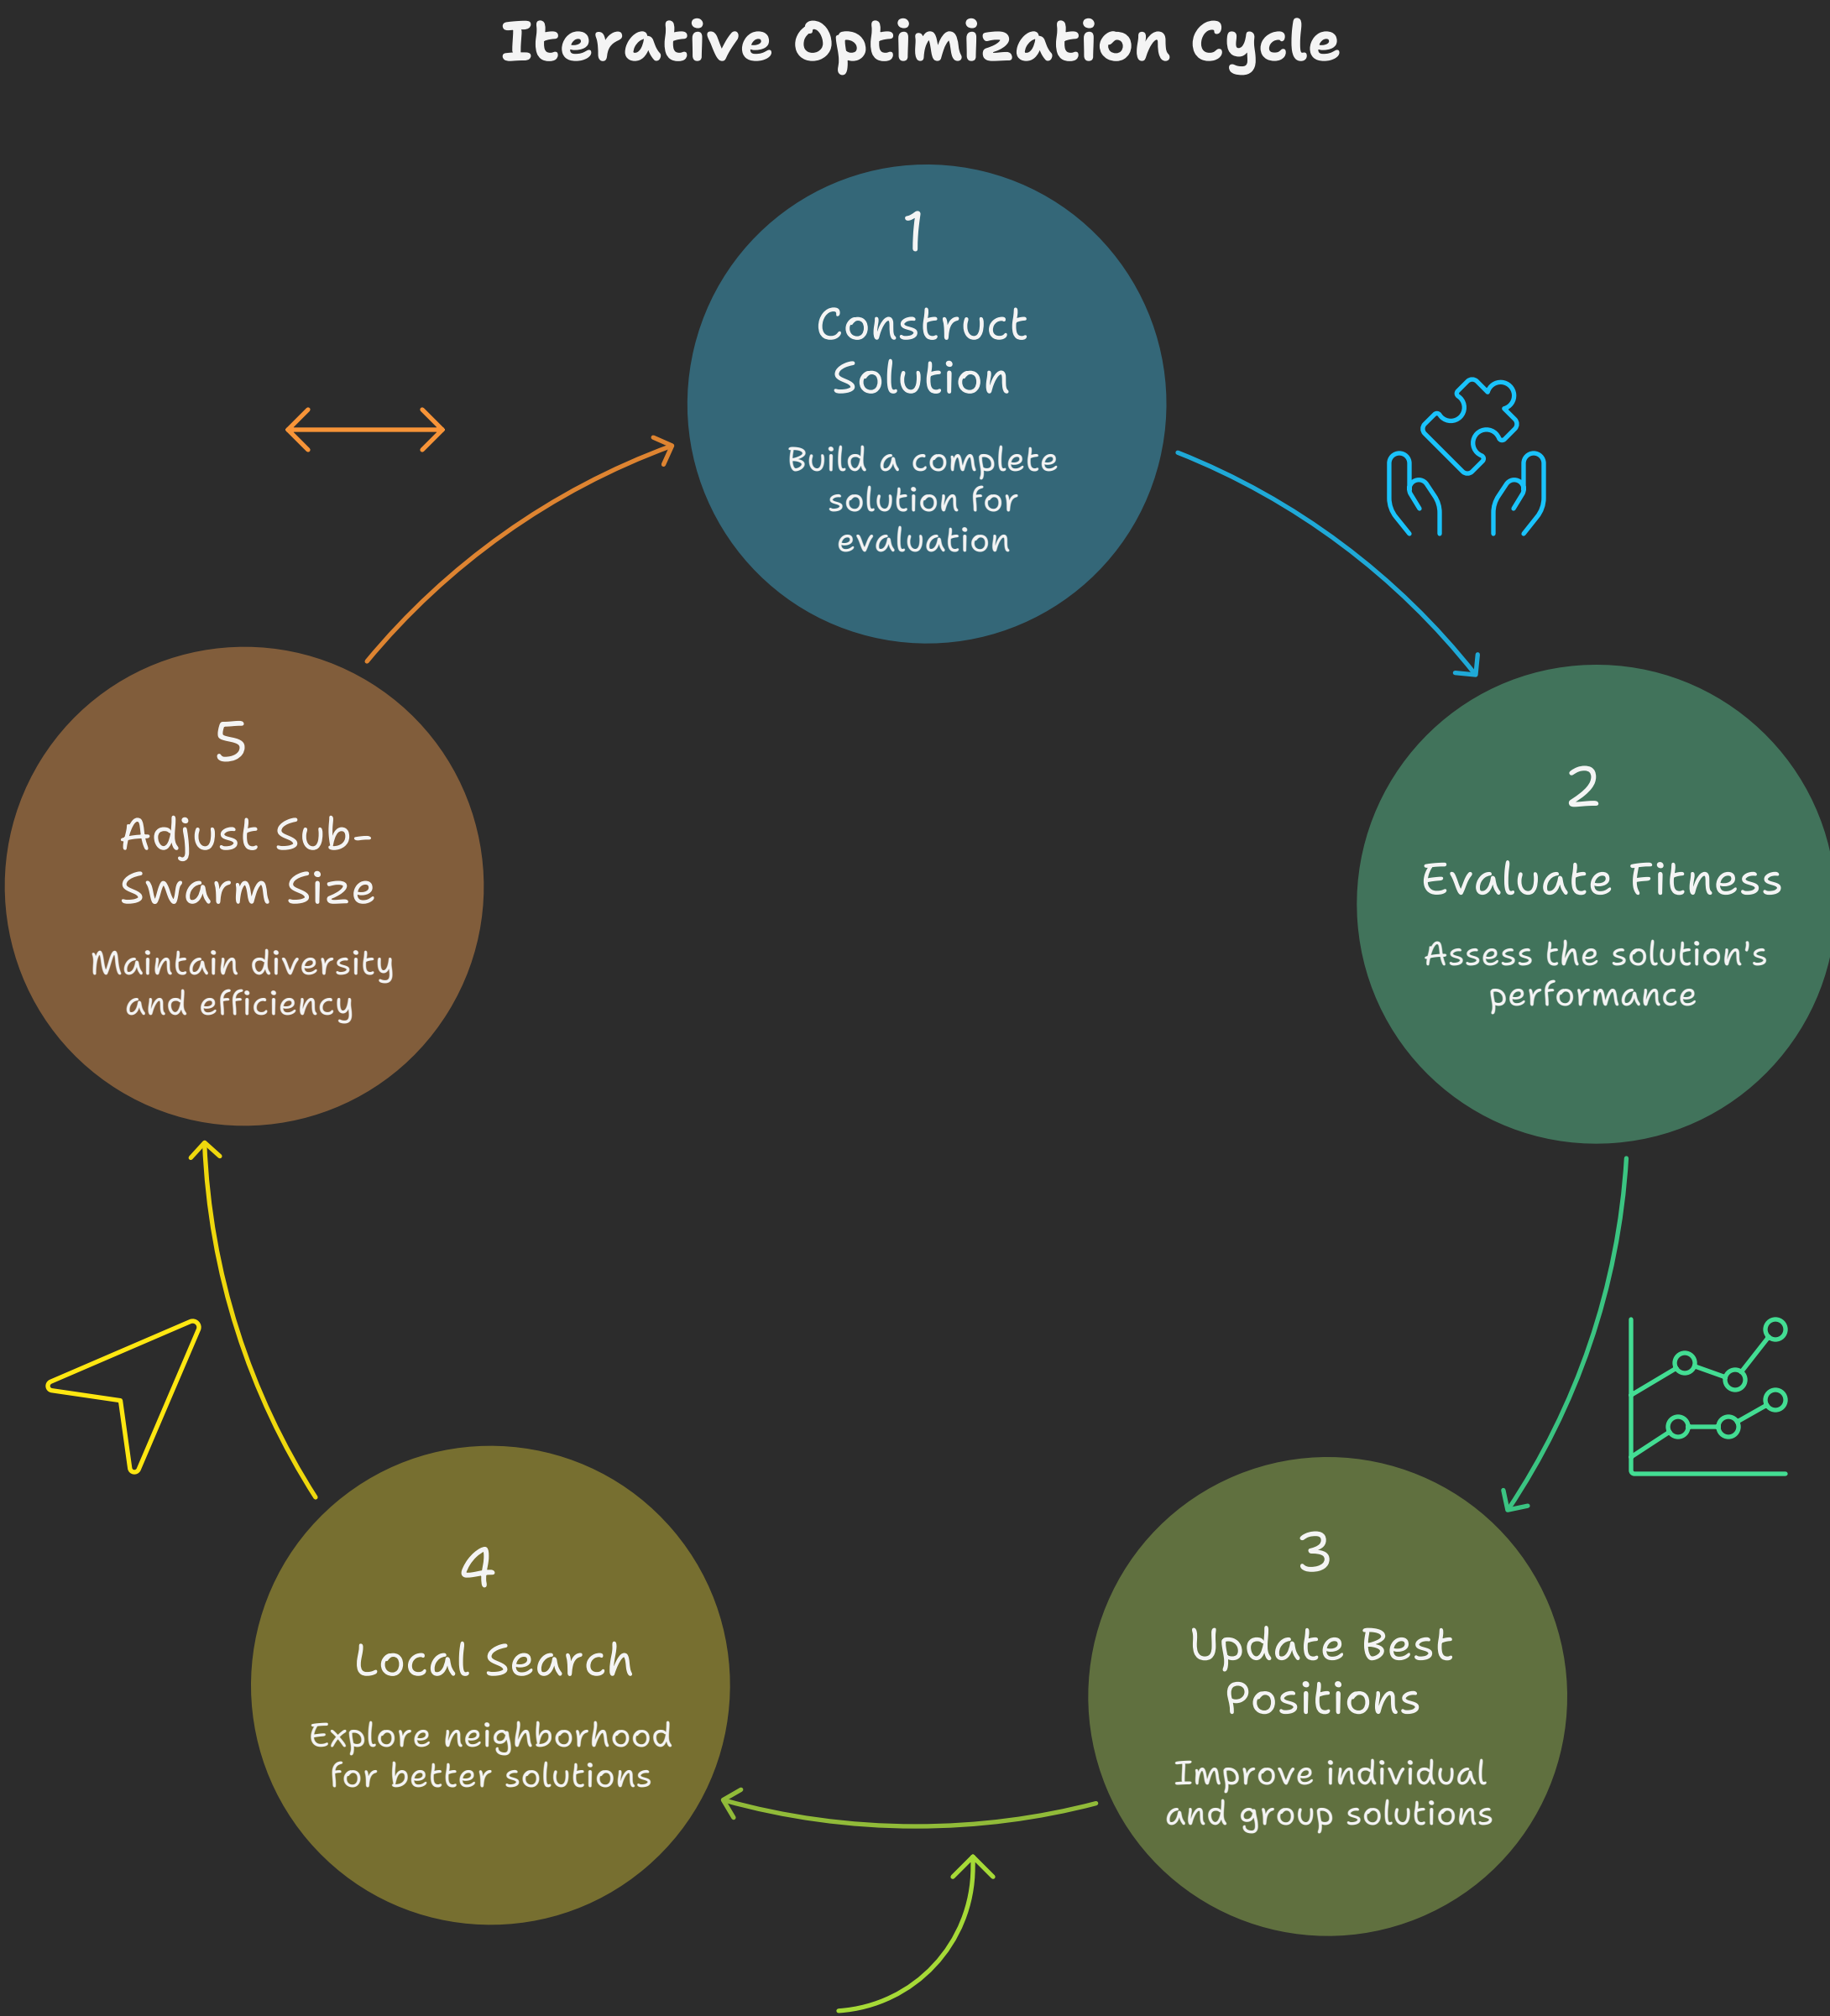 Iterative Optimization Cycle
1
Construct
Solution
Build a complete
solution for
evaluation
2
Evaluate Fitness
Assess the solution's
performance
3
Update Best
Positions
Improve individual
and group solutions
4
Local Search
Explore neighborhood
for better solutions
5
Adjust Sub-
Swarm Size
Maintain diversity
and efficiency